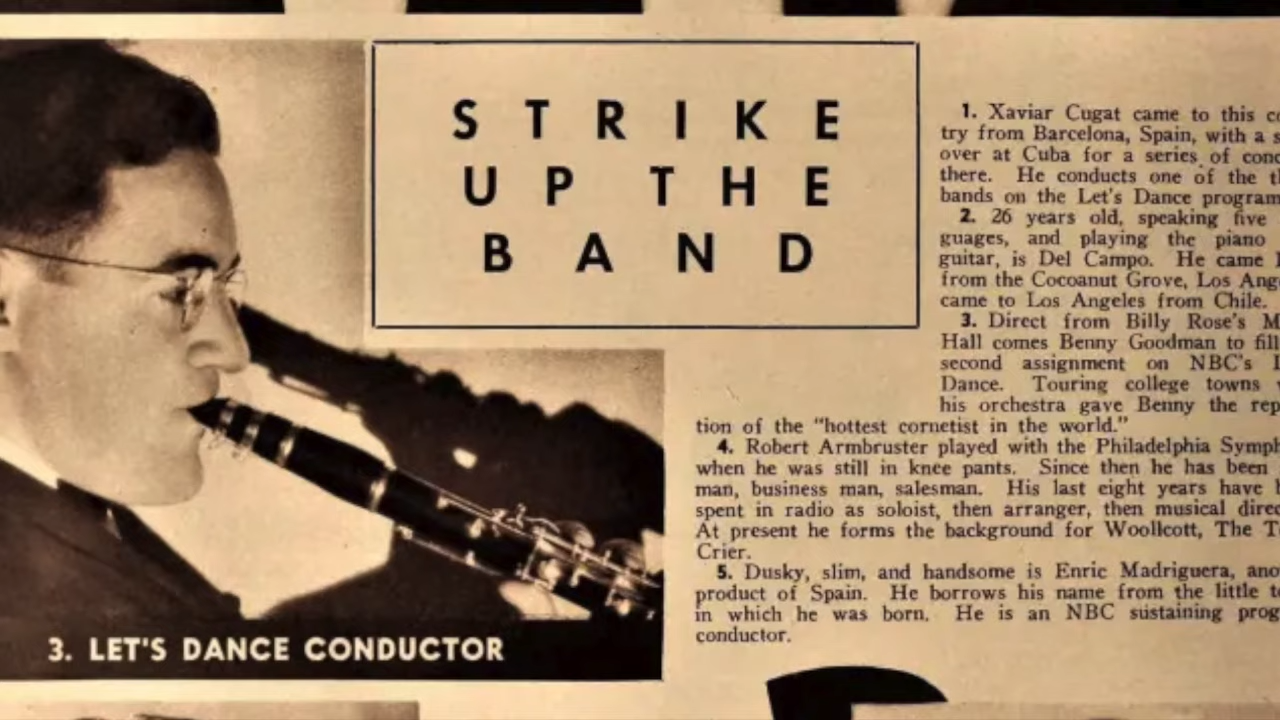 STRIKE
UP THE
BAND
1. Xaviar Cugat came to this
try from Barcelona, Spain, with a
over at Cuba for a series of
there. He conducts one of the
bands on the Let's Dance program
2. 26 years old, speaking five
guages, and playing the piano
guitar, is Del Campo. He came
from the Cocoanut Grove, Los
came to Los Angeles from Chile.
3. Direct from Billy Rose's
Hall comes Benny Goodman to fill
second assignment on NBC's
Dance. Touring college towns
his orchestra gave Benny the rep
tion of the "hottest cornetist in the world."
4. Robert Armbruster played with the Philadelphia Symph
when he was still in knee pants. Since then he has been
man, business man, salesman. His last eight years have
spent in radio as soloist, then arranger, then musical direc
At present he forms the background for Woollcott, The
Crier.
5. Dusky, slim, and handsome is Enric Madriguera, ano
product of Spain. He borrows his name from the little
in which he was born. He is an NBC sustaining prog
conductor.
3. LET'S DANCE CONDUCTOR